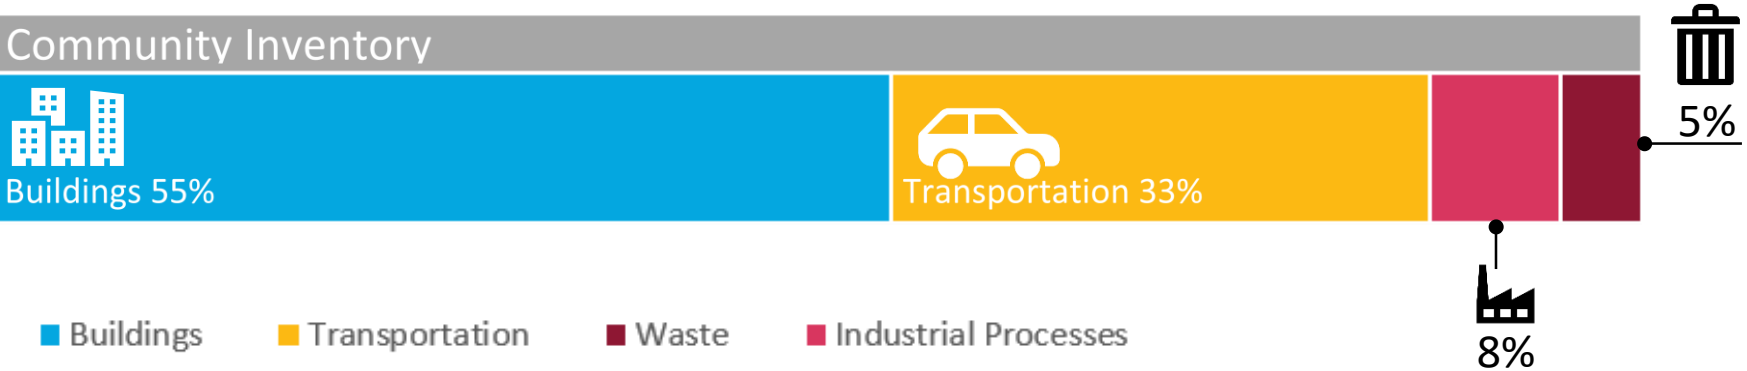 Community Inventory
5%
Buildings 55%
Transportation 33%
Buildings
Transportation
Waste
Industrial Processes
8%